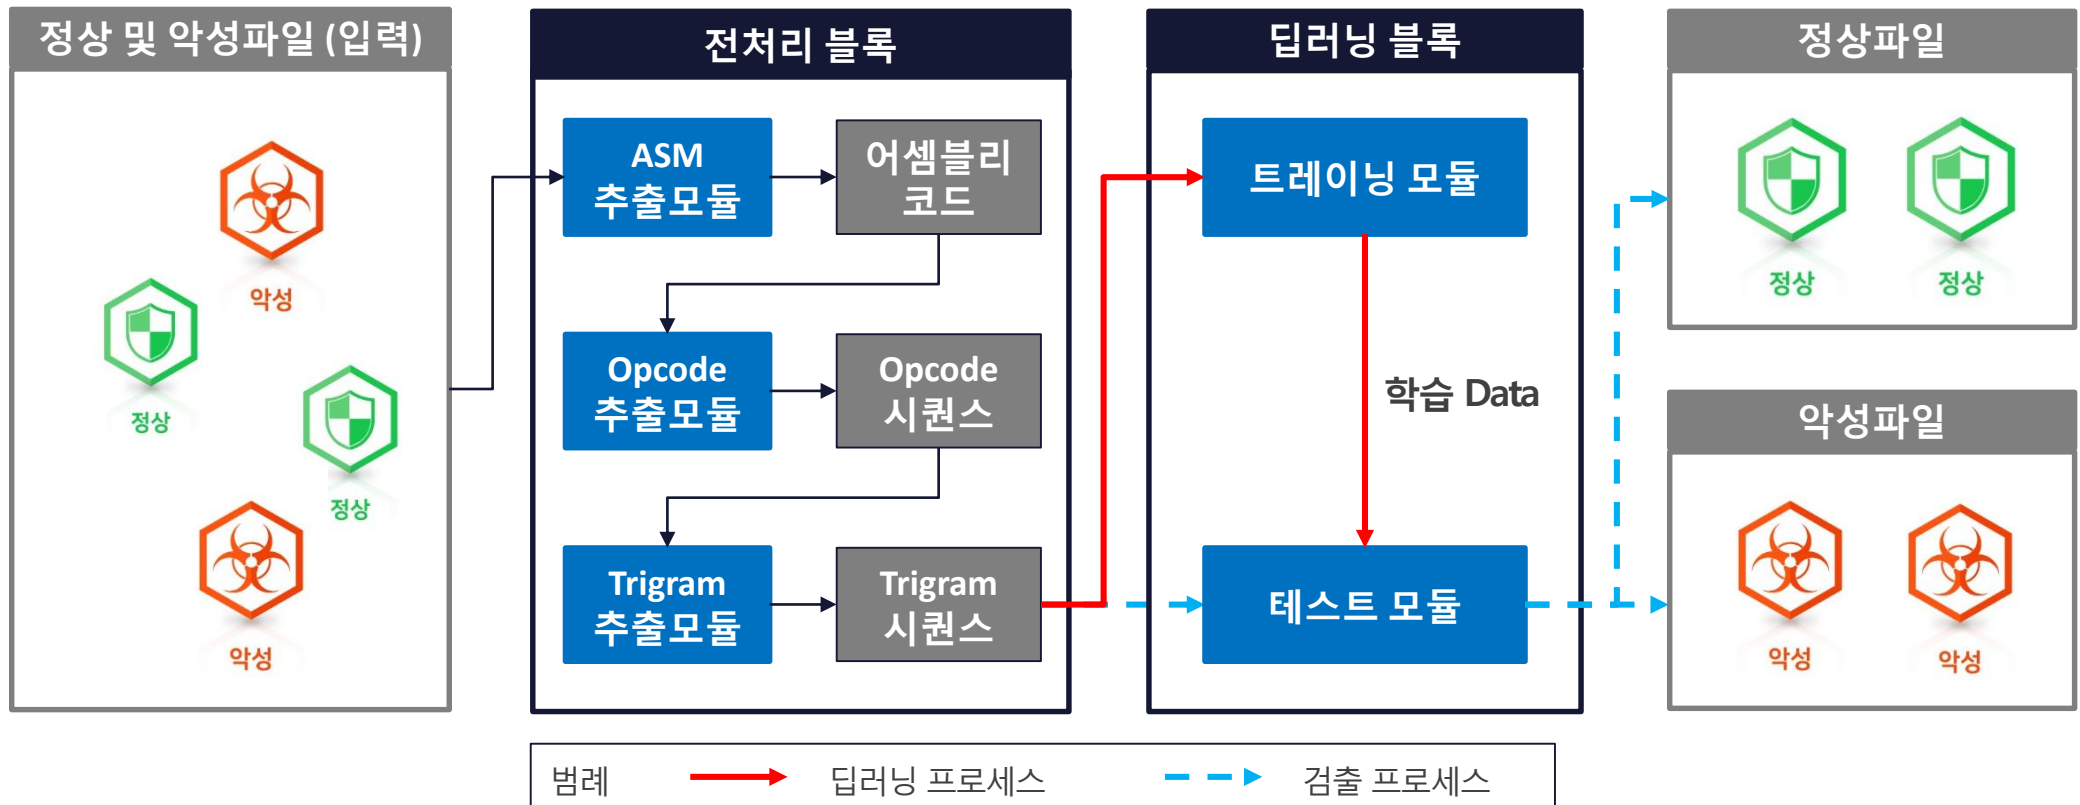 정상 및 악성파일 (입력)
악성
정상
정상
악성
전처리 블록
ASM
추출모듈
어셈블리
코드
Opcode
추출모듈
Opcode
시퀀스
Trigram
추출모듈
Trigram
시퀀스
딥러닝 블록
트레이닝 모듈
학습 Data
테스트 모듈
정상파일
정상
정상
악성파일
악성
악성
범례
딥러닝 프로세스
검출 프로세스